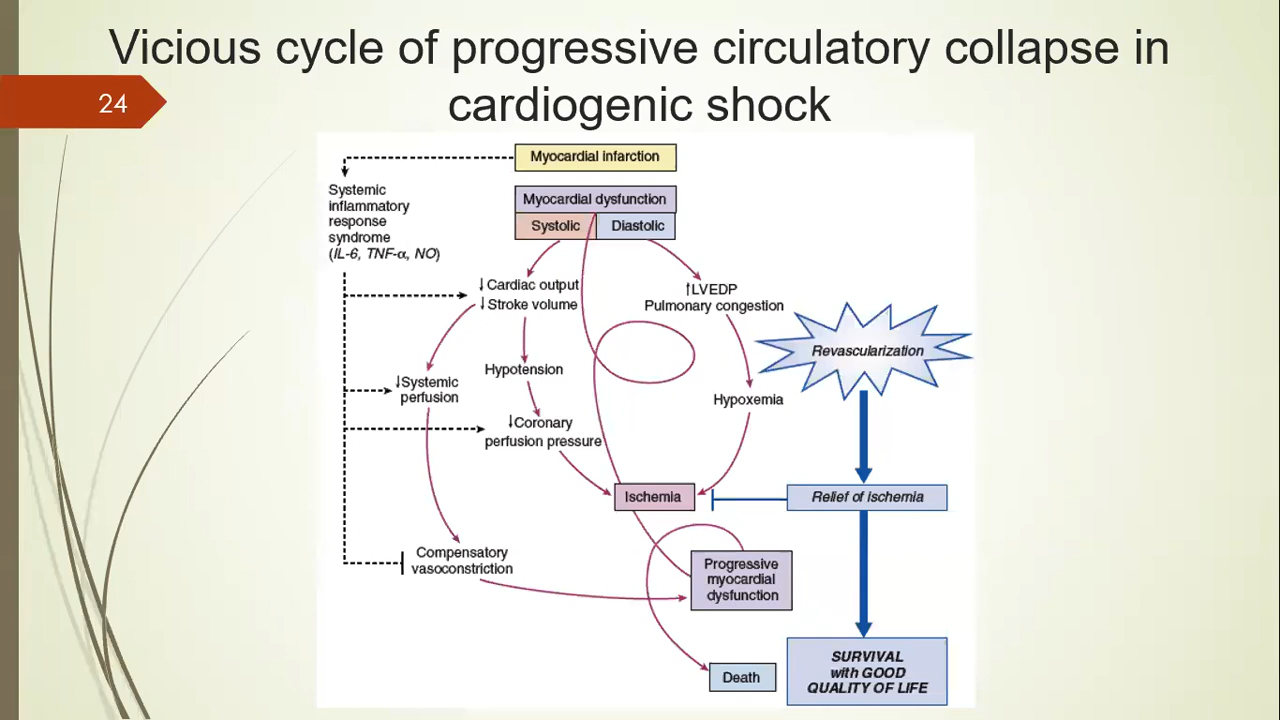 Vicious cycle of progressive circulatory collapse in
cardiogenic shock
24
Myocardial infarction
Systemic
inflammatory
response
syndrome
(IL-6, TNF-α, NO)
Myocardial dysfunction
Systolic
Diastolic
↓Cardiac output
↓Stroke volume
↑LVEDP
Pulmonary congestion
Revascularization
Hypotension
↓Systemic
perfusion
Hypoxemia
↓Coronary
perfusion pressure
Ischemia
Relief of ischemia
Compensatory
vasoconstriction
Progressive
myocardial
dysfunction
Death
SURVIVAL
with GOOD
QUALITY OF LIFE